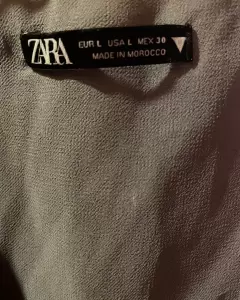 ZARA
EUR L USA L MEX 30
MADE IN MOROCCO